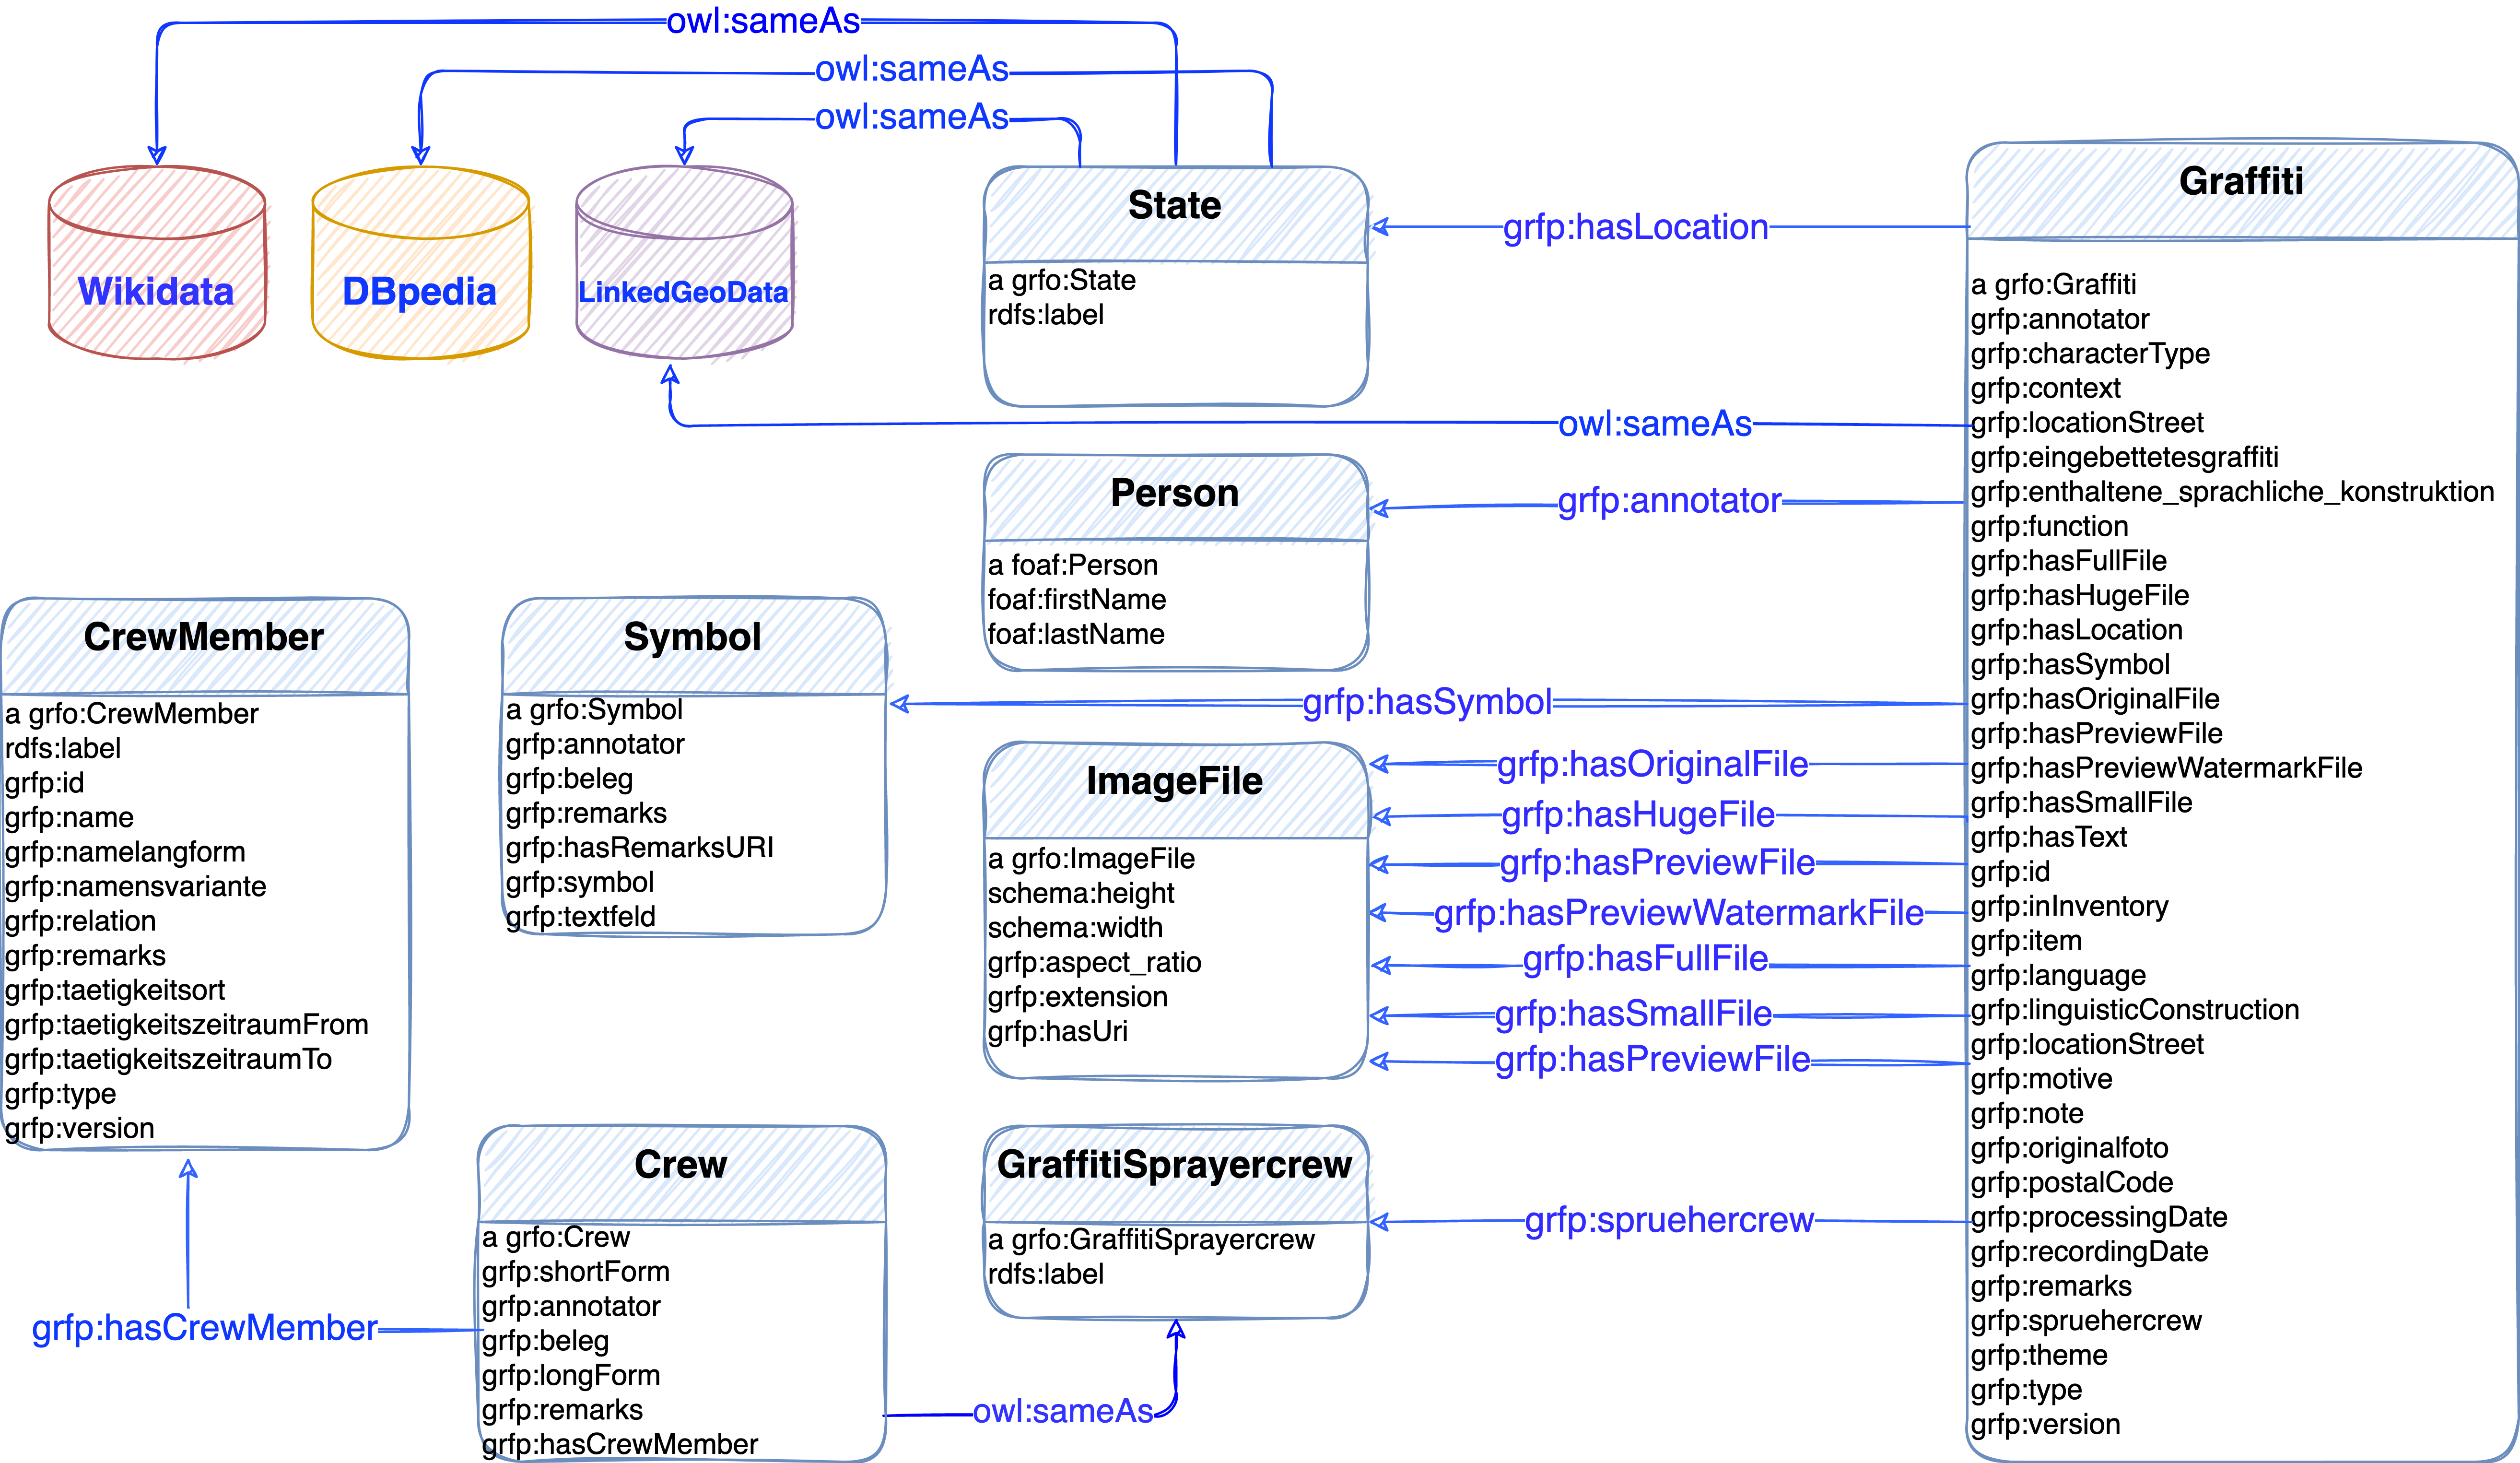 owl:sameAs
owl:sameAs
owl:sameAs
Wikidata
DBpedia
LinkedGeoData
State
a grfo:State
rdfs:label
grfp:hasLocation
owl:sameAs
Person
a foaf:Person
foaf:firstName
foaf:lastName
grfp:annotator
CrewMember
a grfo:CrewMember
rdfs:label
grfp:id
grfp:name
grfp:namelangform
grfp:namensvariante
grfp:relation
grfp:remarks
grfp:taetigkeitsort
grfp:taetigkeitszeitraumFrom
grfp:taetigkeitszeitraumTo
grfp:type
grfp:version
Symbol
a grfo:Symbol
grfp:annotator
grfp:beleg
grfp:remarks
grfp:hasRemarksURI
grfp:symbol
grfp:textfeld
grfp:hasSymbol
ImageFile
a grfo:ImageFile
schema:height
schema:width
grfp:aspect_ratio
grfp:extension
grfp:hasUri
grfp:hasOriginalFile
grfp:hasHugeFile
grfp:hasPreviewFile
grfp:hasPreviewWatermarkFile
grfp:hasFullFile
grfp:hasSmallFile
grfp:hasPreviewFile
grfp:hasCrewMember
Crew
a grfo:Crew
grfp:shortForm
grfp:annotator
grfp:beleg
grfp:longForm
grfp:remarks
grfp:hasCrewMember
owl:sameAs
GraffitiSprayercrew
a grfo:GraffitiSprayercrew
rdfs:label
grfp:spruehercrew
Graffiti
a grfo:Graffiti
grfp:annotator
grfp:characterType
grfp:context
grfp:locationStreet
grfp:eingebettetesgraffiti
grfp:enthaltene_sprachliche_konstruktion
grfp:function
grfp:hasFullFile
grfp:hasHugeFile
grfp:hasLocation
grfp:hasSymbol
grfp:hasOriginalFile
grfp:hasPreviewFile
grfp:hasPreviewWatermarkFile
grfp:hasSmallFile
grfp:hasText
grfp:id
grfp:inInventory
grfp:item
grfp:language
grfp:linguisticConstruction
grfp:locationStreet
grfp:motive
grfp:note
grfp:originalfoto
grfp:postalCode
grfp:processingDate
grfp:recordingDate
grfp:remarks
grfp:spruehercrew
grfp:theme
grfp:type
grfp:version